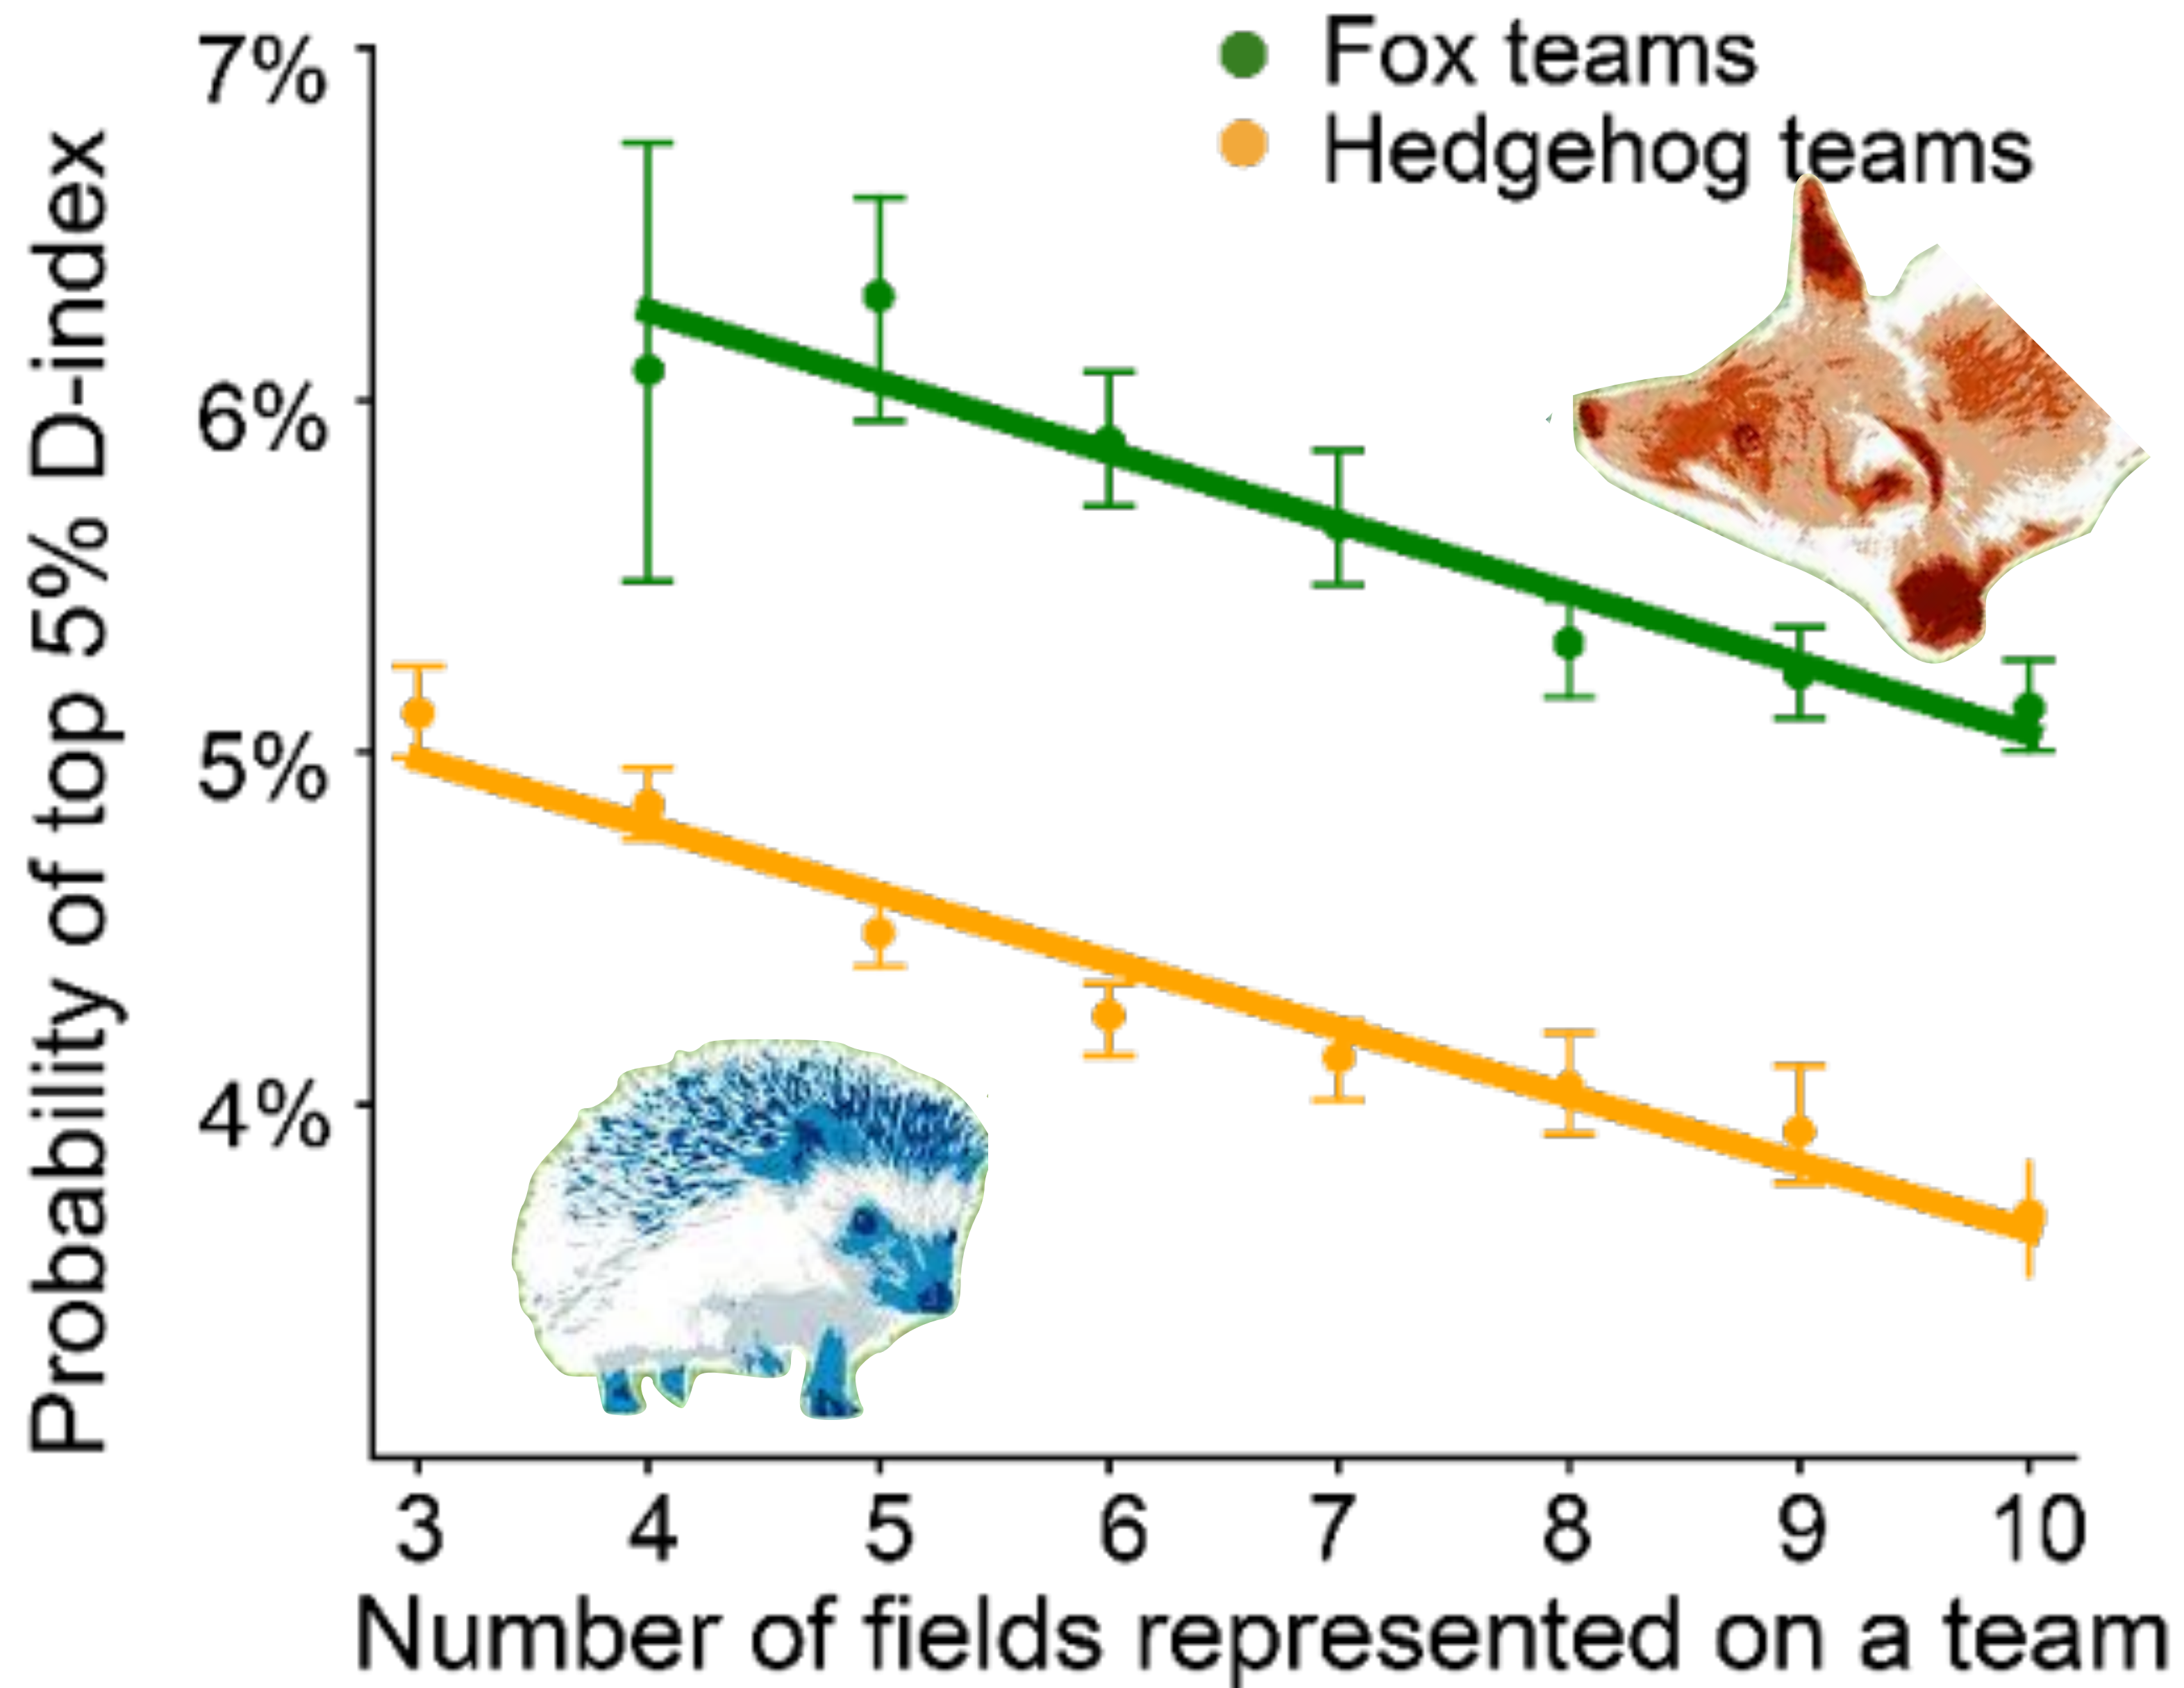 Probability of top 5% D-index
7%
6%
5%
4%
Fox teams
Hedgehog teams
3 4 5 6 7 8 9 10
Number of fields represented on a team